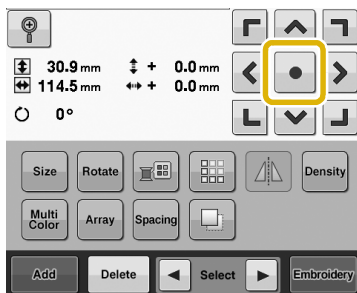 30.9 mm + 0.0 mm
114.5 mm + 0.0 mm
0°
Size Rotate Density
Multi Color Array Spacing
Add Delete Select Embroidery